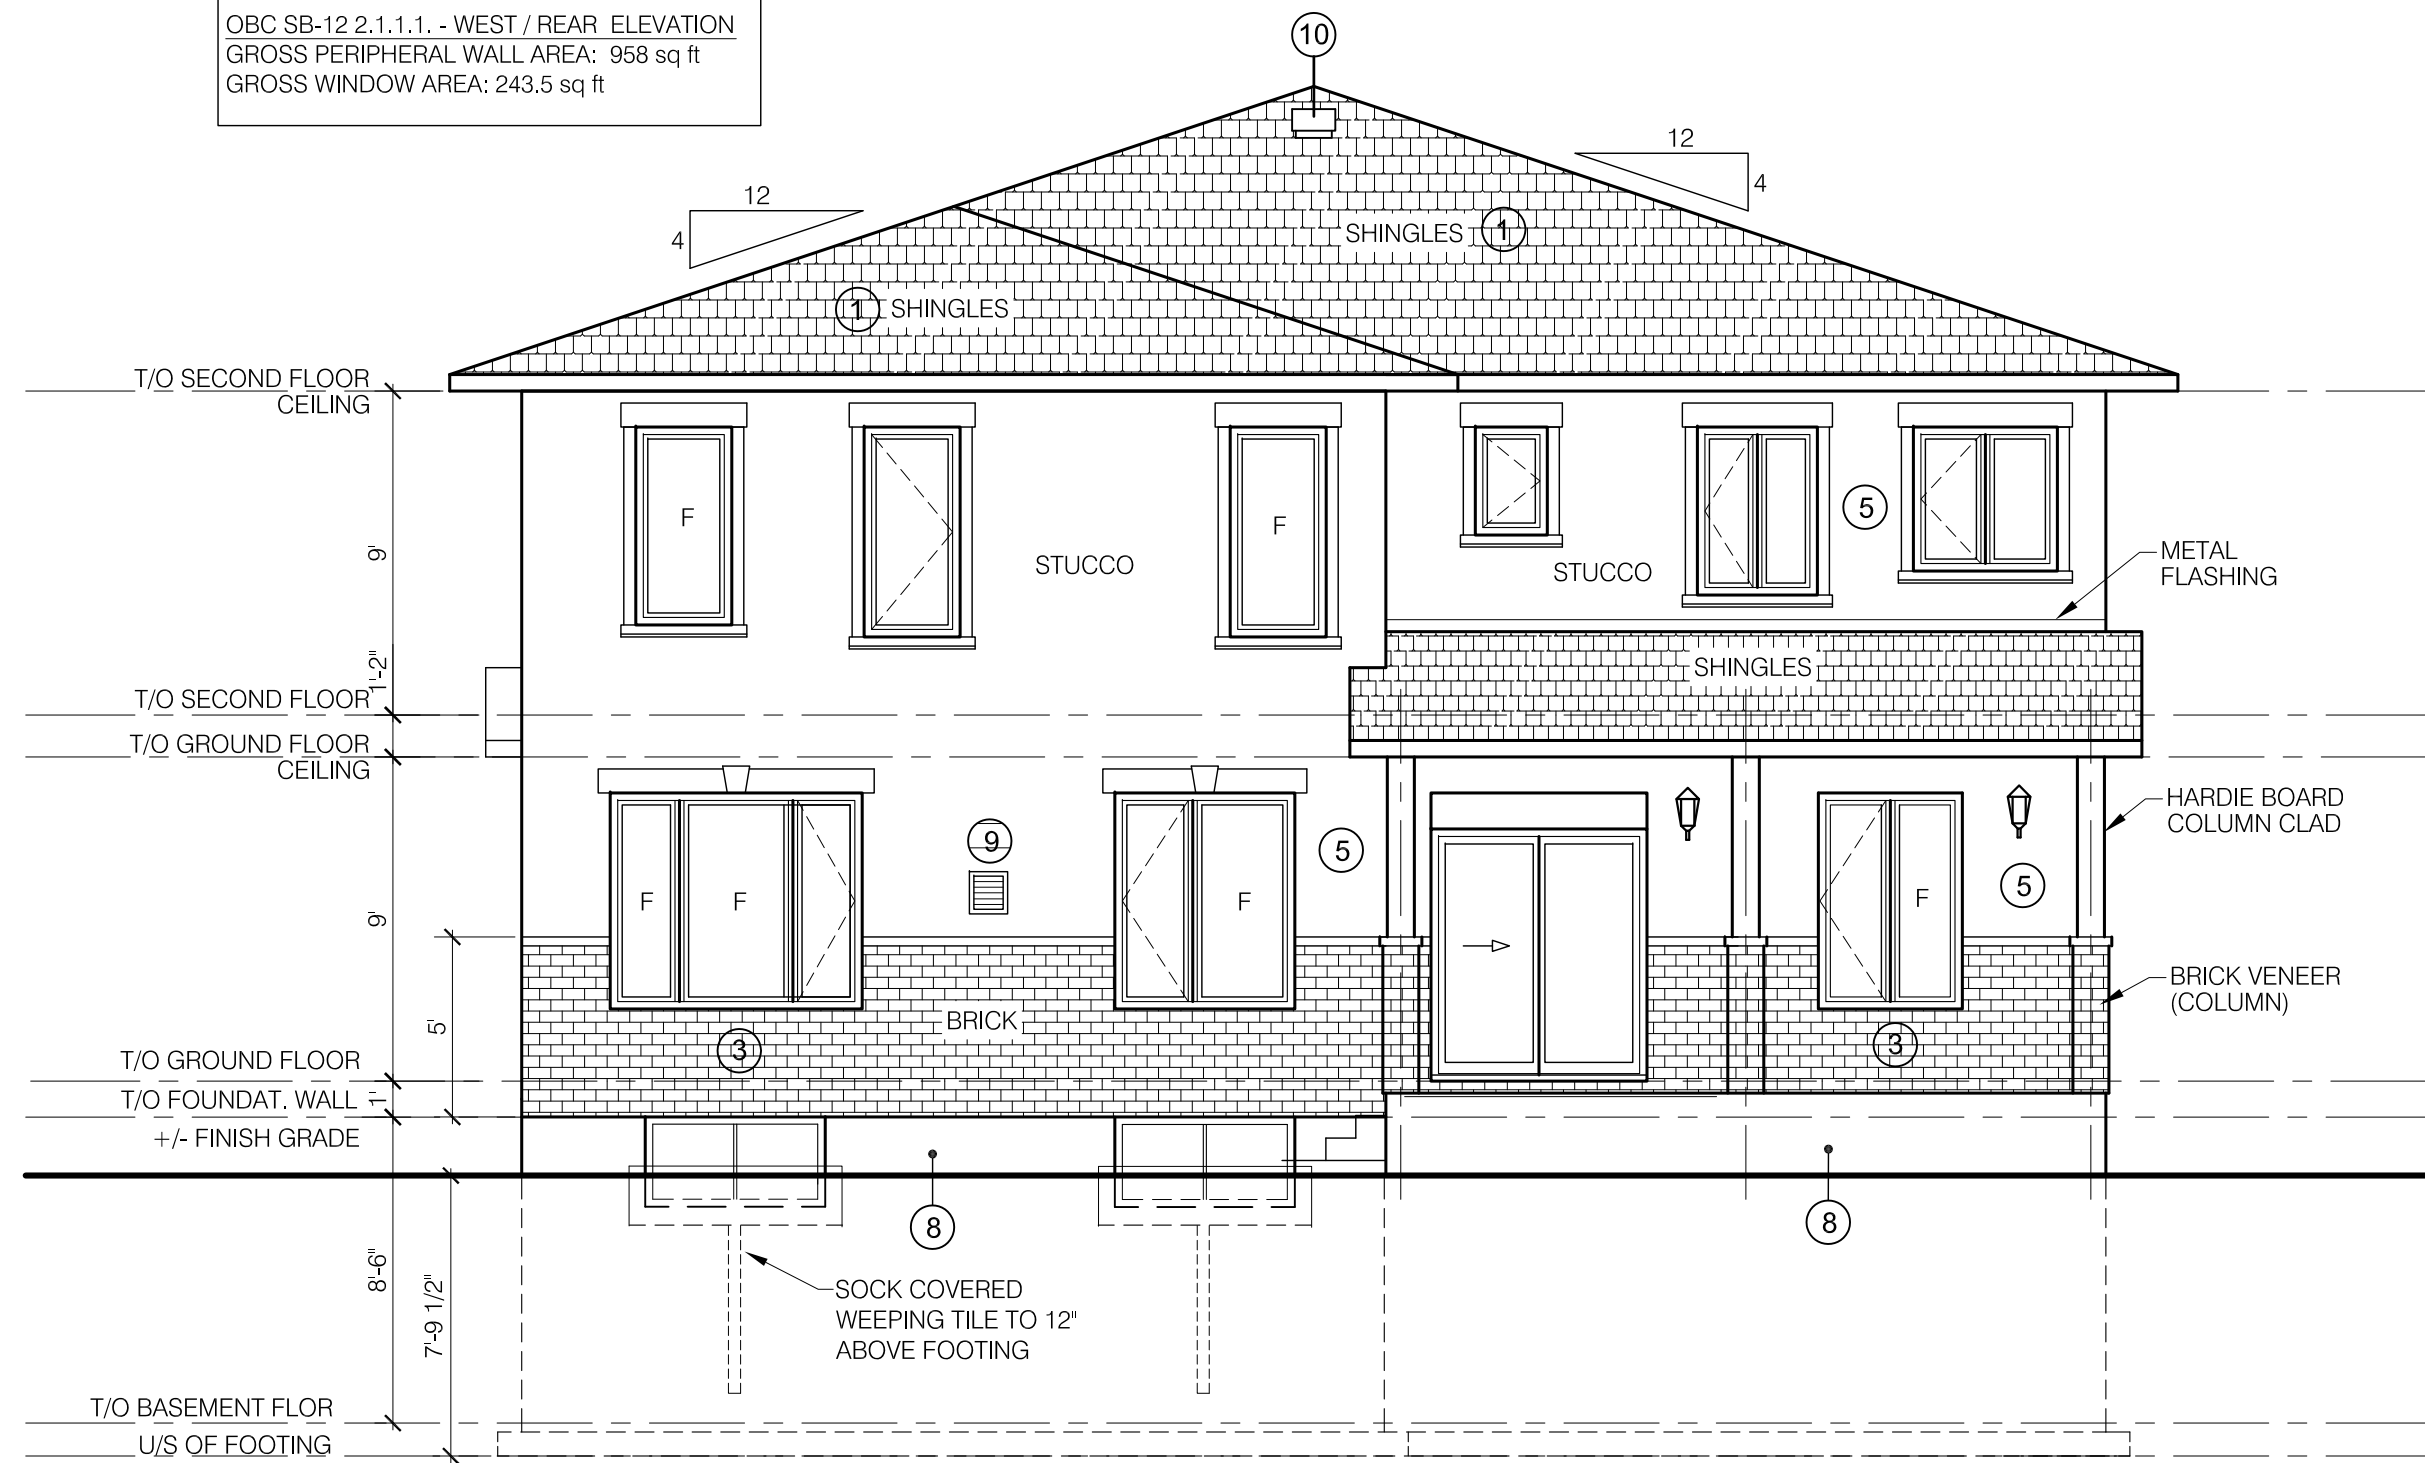 OBC SB-12 2.1.1.1. - WEST / REAR ELEVATION
GROSS PERIPHERAL WALL AREA: 958 sq ft
GROSS WINDOW AREA: 243.5 sq ft
10
12
4
12
4
SHINGLES 1
1 SHINGLES
T/O SECOND FLOOR
CEILING
F
F
STUCCO
STUCCO
5
METAL
FLASHING
9'
1'-2"
SHINGLES
T/O SECOND FLOOR
T/O GROUND FLOOR
CEILING
HARDIE BOARD
COLUMN CLAD
9
5
5
F
F
F
F
9'
5'
BRICK
3
3
BRICK VENEER
(COLUMN)
T/O GROUND FLOOR
T/O FOUNDAT. WALL
1'
+/- FINISH GRADE
8
8
8'-6"
7'-9 1/2"
SOCK COVERED
WEEPING TILE TO 12"
ABOVE FOOTING
T/O BASEMENT FLOR
U/S OF FOOTING